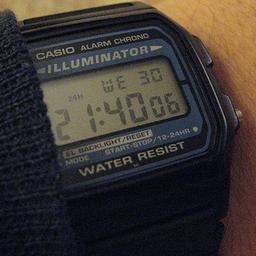 CASIO ALARM CHRONO
ILLUMINATOR
WE 30
24H
21:40 06
EL BACKLIGHT/RESET
MODE START·STOP/12-24HR
WATER RESIST